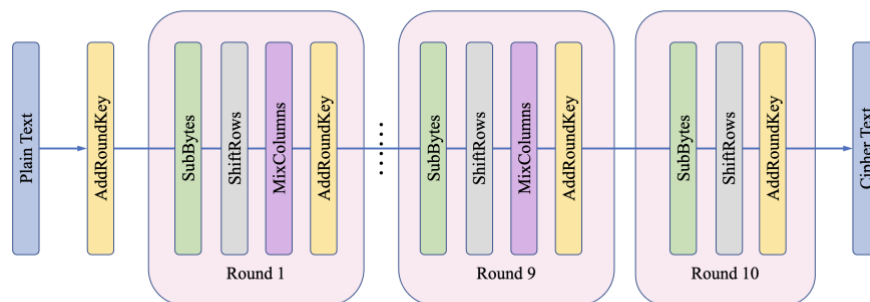 Plain Text
AddRoundKey
SubBytes
ShiftRows
MixColumns
AddRoundKey
Round 1
......
SubBytes
ShiftRows
MixColumns
AddRoundKey
Round 9
SubBytes
ShiftRows
AddRoundKey
Round 10
Cipher Text